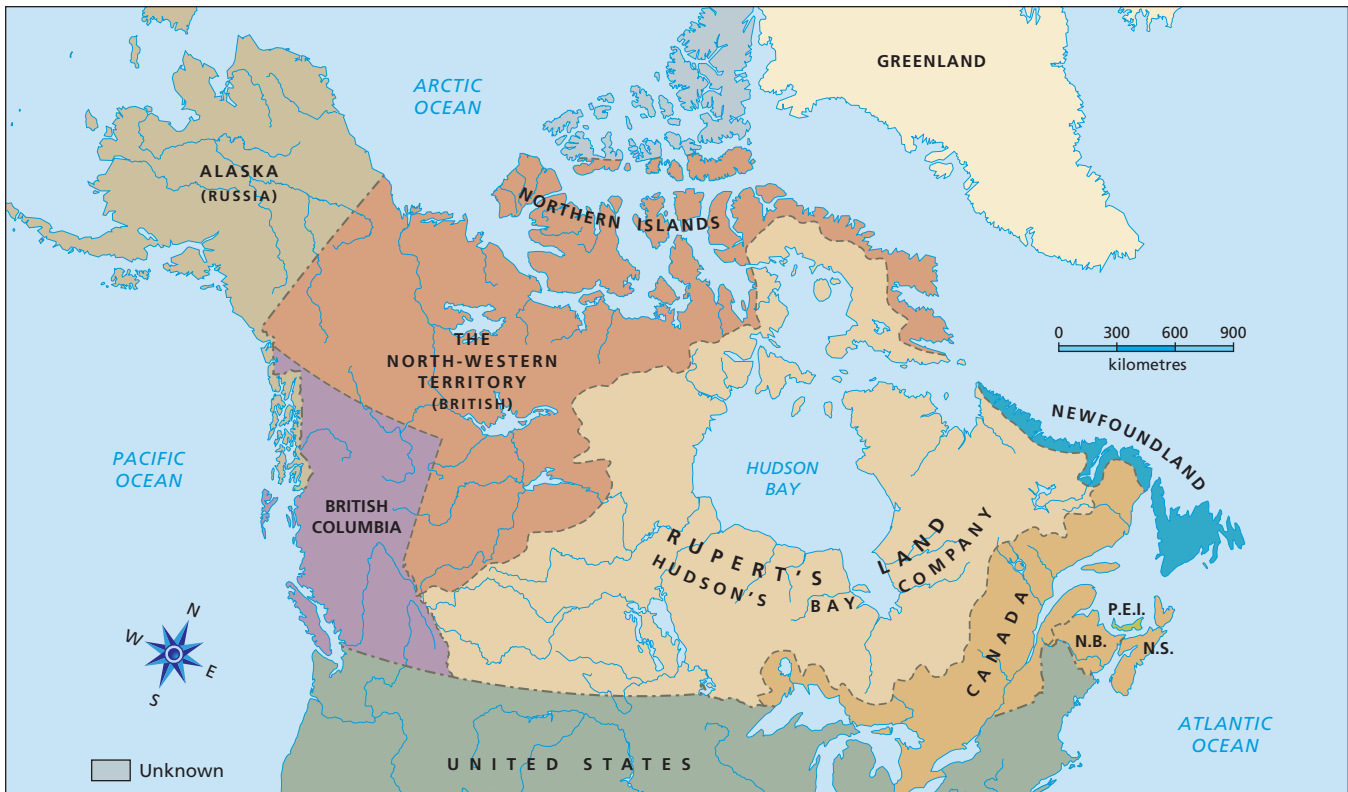 GREENLAND
ARCTIC
OCEAN
ALASKA
(RUSSIA)
NORTHERN ISLANDS
0 300 600 900
kilometres
THE
NORTH-WESTERN
TERRITORY
(BRITISH)
NEWFOUNDLAND
PACIFIC
OCEAN
HUDSON
BAY
BRITISH
COLUMBIA
RUPERT'S LAND
HUDSON'S BAY COMPANY
CANADA
P.E.I.
N.B.
N.S.
N
W
E
S
ATLANTIC
OCEAN
UNITED STATES
Unknown